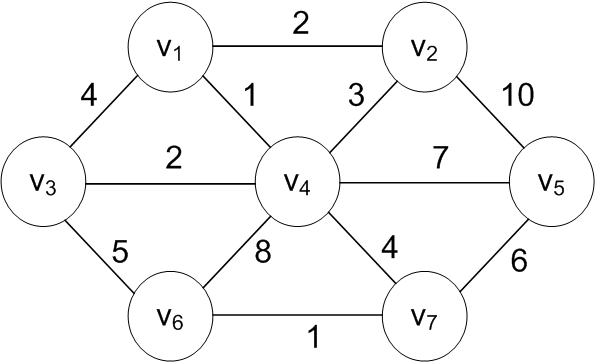 2
v₁ v₂
4 1 3 10
2 7
v₃ v₄ v₅
5 8 4 6
v₆ v₇
1